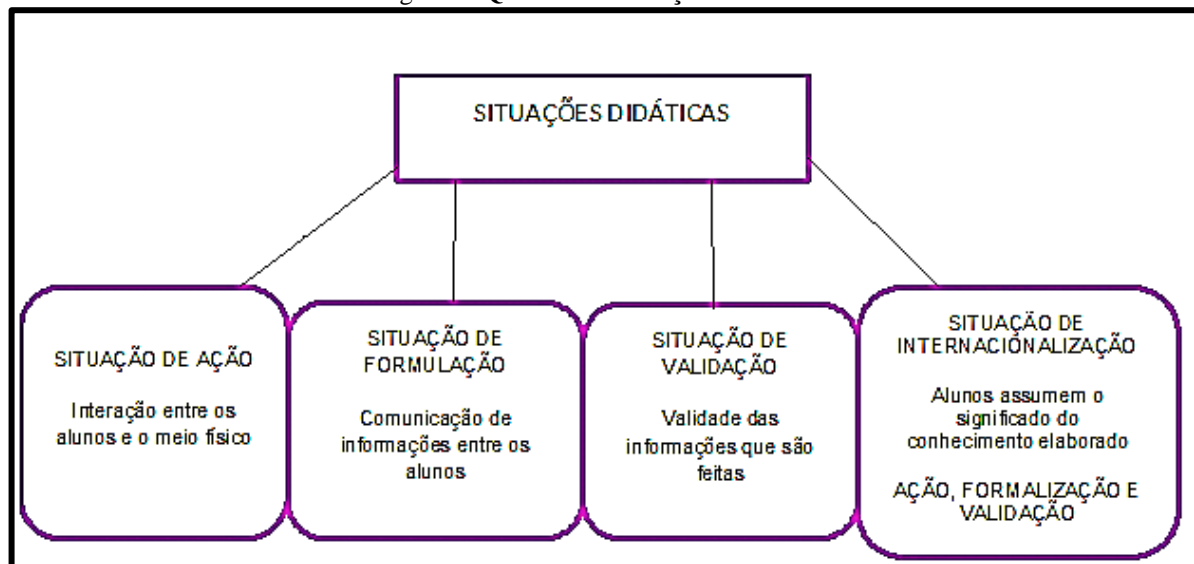 SITUAÇÕES DIDÁTICAS
SITUAÇÃO DE AÇÃO
Interação entre os
alunos e o meio físico
SITUAÇÃO DE
FORMULAÇÃO
Comunicação de
informações entre os
alunos
SITUAÇÃO DE
VALIDAÇÃO
Validade das
informações que são
feitas
SITUAÇÃO DE
INTERNACIONALIZAÇÃO
Alunos assumem o
significado do
conhecimento elaborado
AÇÃO, FORMALIZAÇÃO E
VALIDAÇÃO